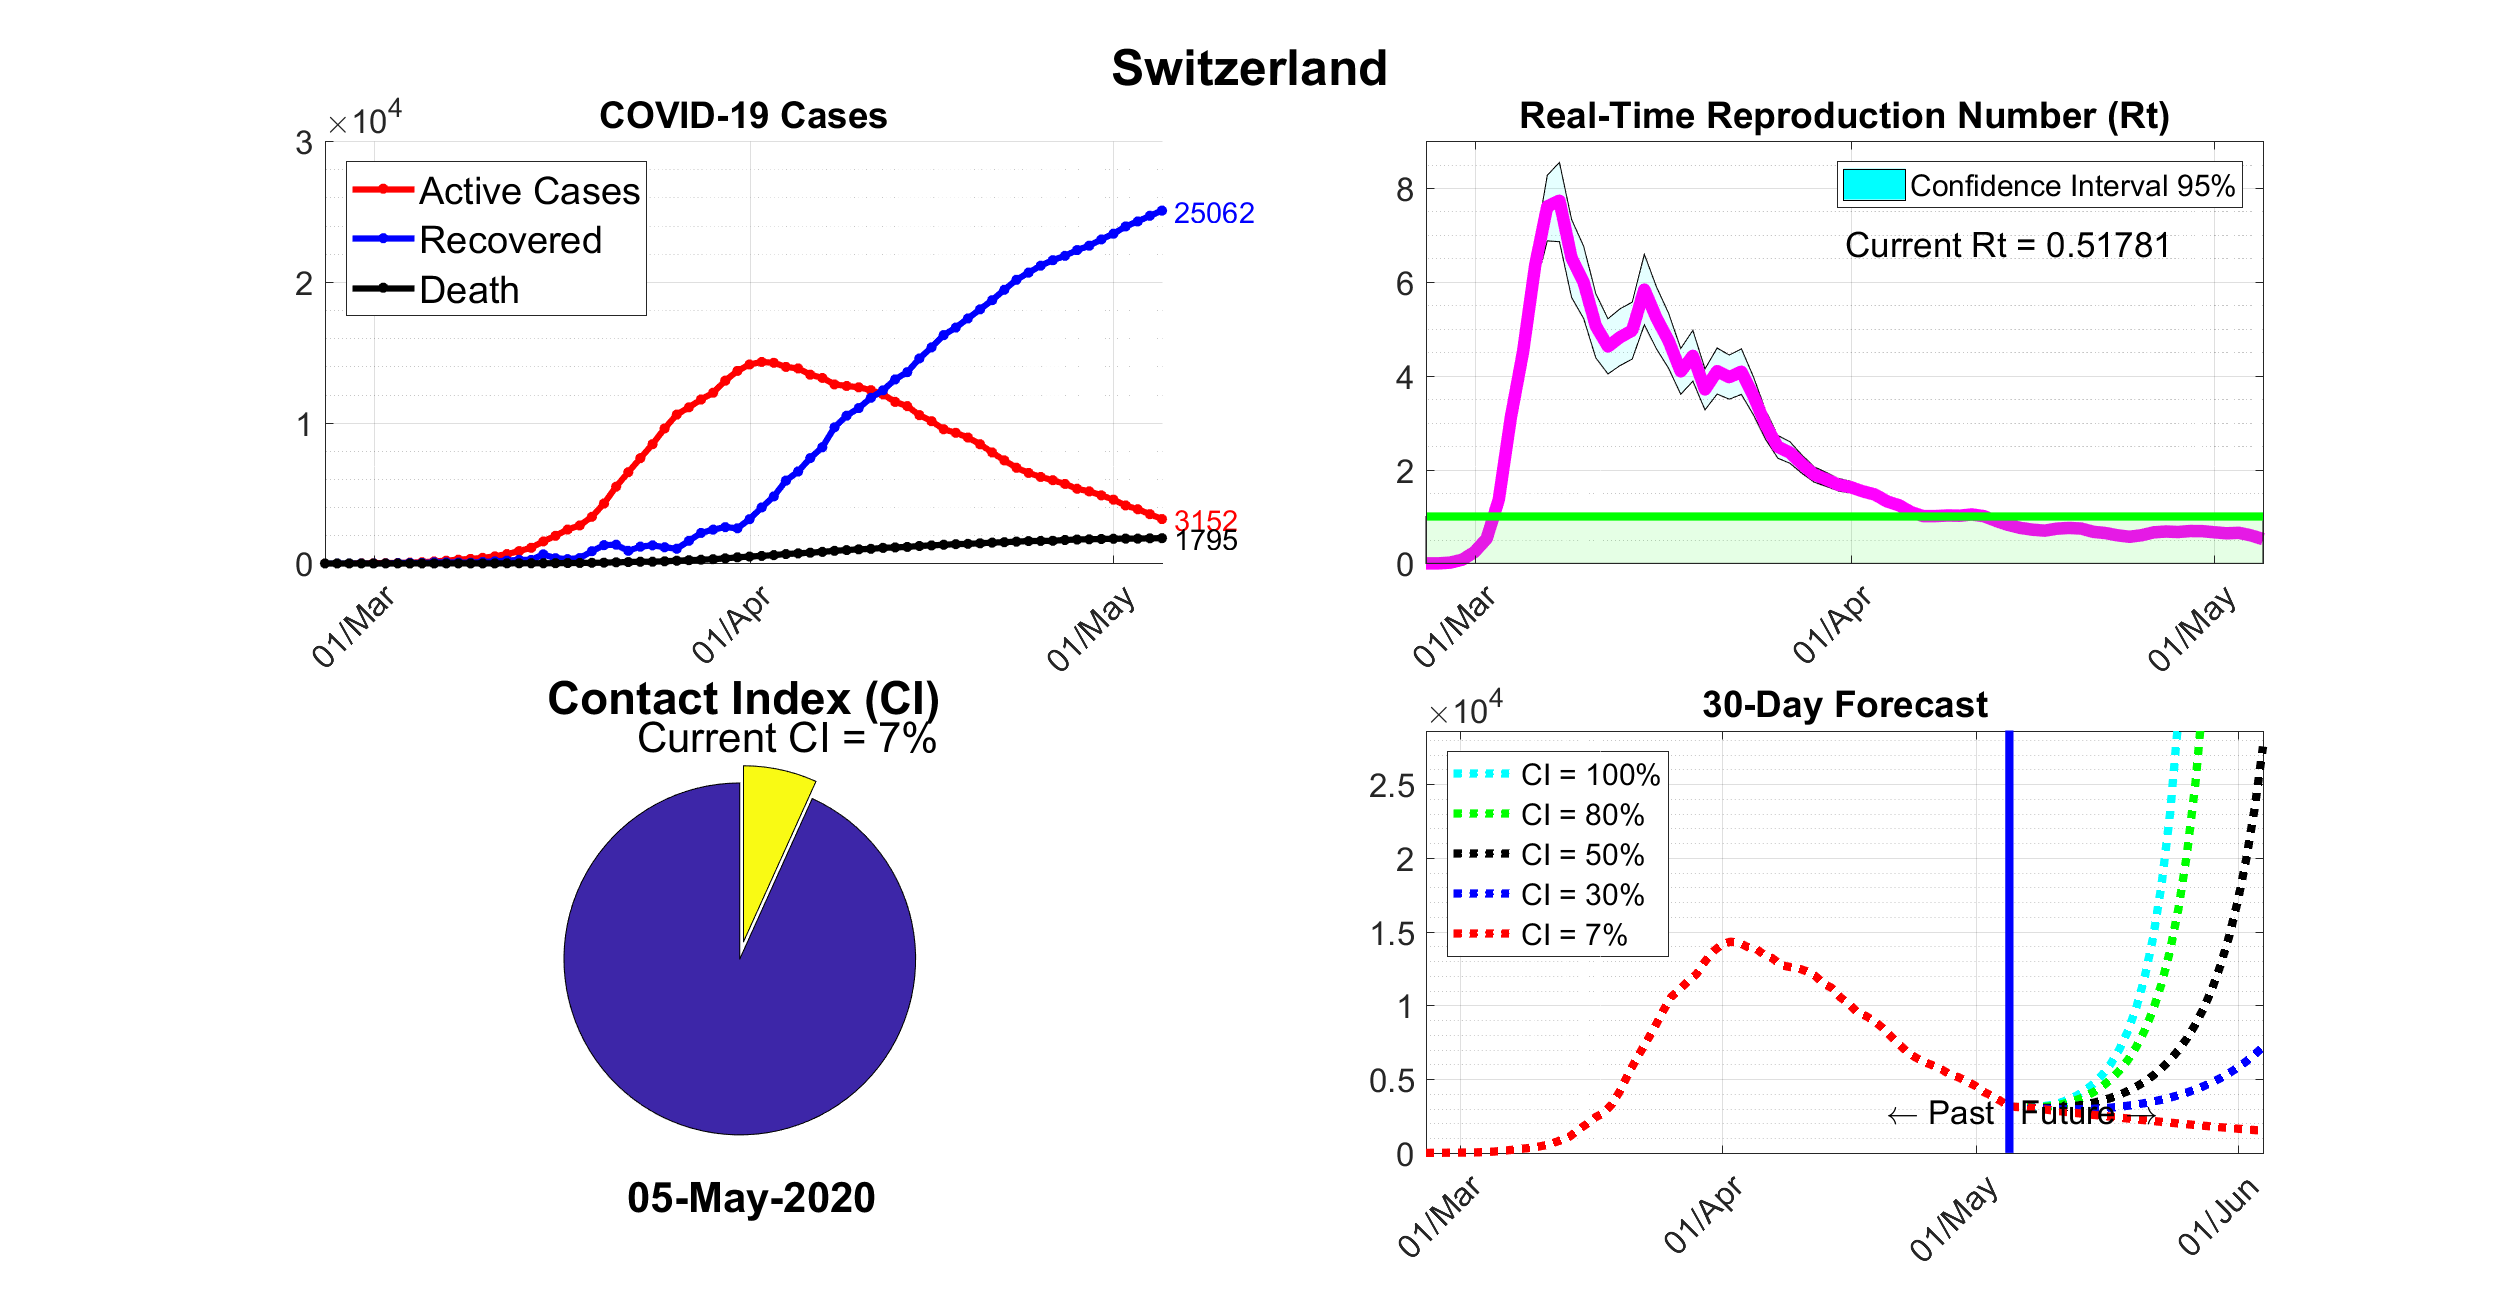 Switzerland
COVID-19 Cases
×10⁴
3
2
1
0
Active Cases
Recovered
Death
25062
3152
1795
01/Mar
01/Apr
01/May
Real-Time Reproduction Number (Rt)
8
6
4
2
0
Confidence Interval 95%
Current Rt = 0.51781
01/Mar
01/Apr
01/May
Contact Index (CI)
Current CI = 7%
05-May-2020
30-Day Forecast
×10⁴
2.5
2
1.5
1
0.5
0
CI = 100%
CI = 80%
CI = 50%
CI = 30%
CI = 7%
← Past
Future →
01/Mar
01/Apr
01/May
01/Jun